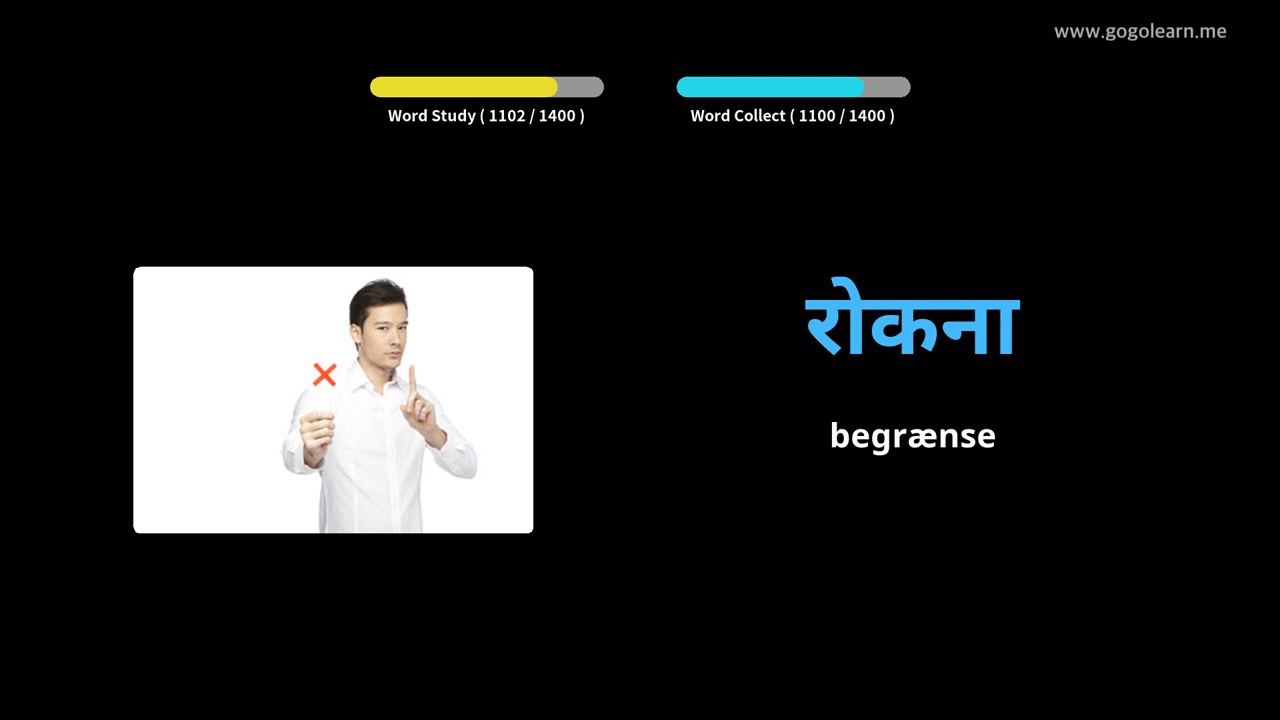 www.gogolearn.me
Word Study ( 1102 / 1400 )
Word Collect ( 1100 / 1400 )
रोकना
begrænse